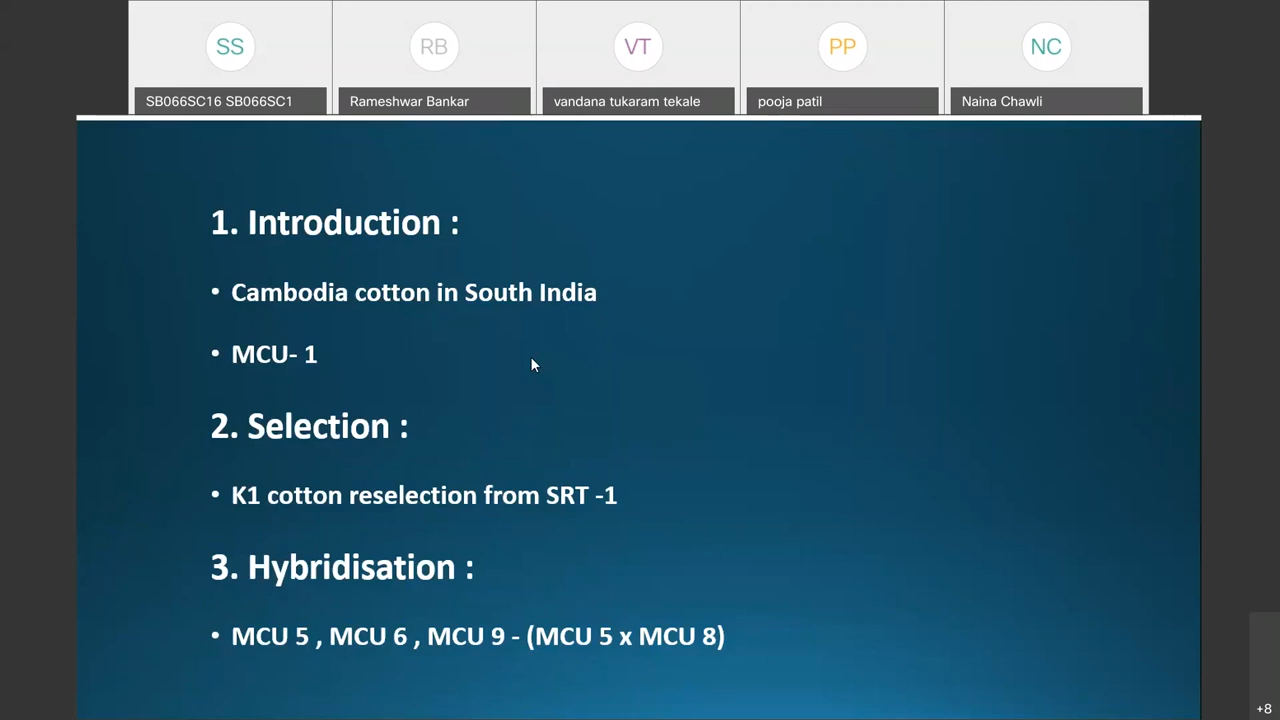 SS
RB
VT
PP
NC
SB066SC16 SB066SC1
Rameshwar Bankar
vandana tukaram tekale
pooja patil
Naina Chawli
1. Introduction :
• Cambodia cotton in South India
• MCU- 1
2. Selection :
• K1 cotton reselection from SRT -1
3. Hybridisation :
• MCU 5 , MCU 6 , MCU 9 - (MCU 5 x MCU 8)
+8